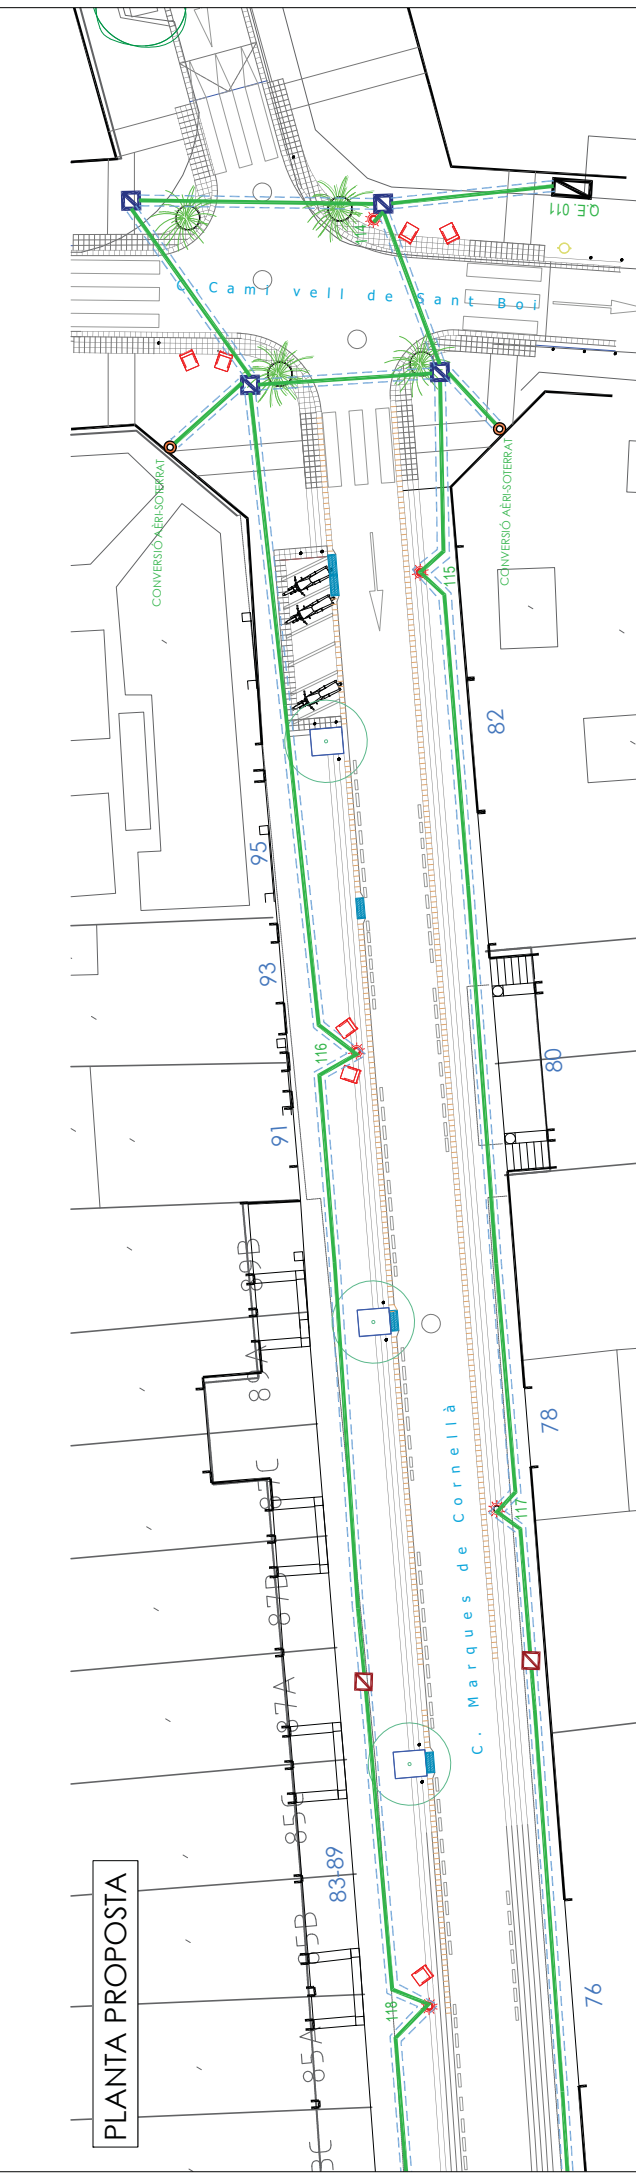 Q.E. 011
114
C. Camí vell de Sant Boi
CONVERSIÓ AÈRI-SOTERRAT
CONVERSIÓ AÈRI-SOTERRAT
115
82
95
93
116
91
80
89B
89A
78
87C
117
87B
C. Marques de Cornellà
87A
85C
83-89
85B
76
118
85A
3C
PLANTA PROPOSTA